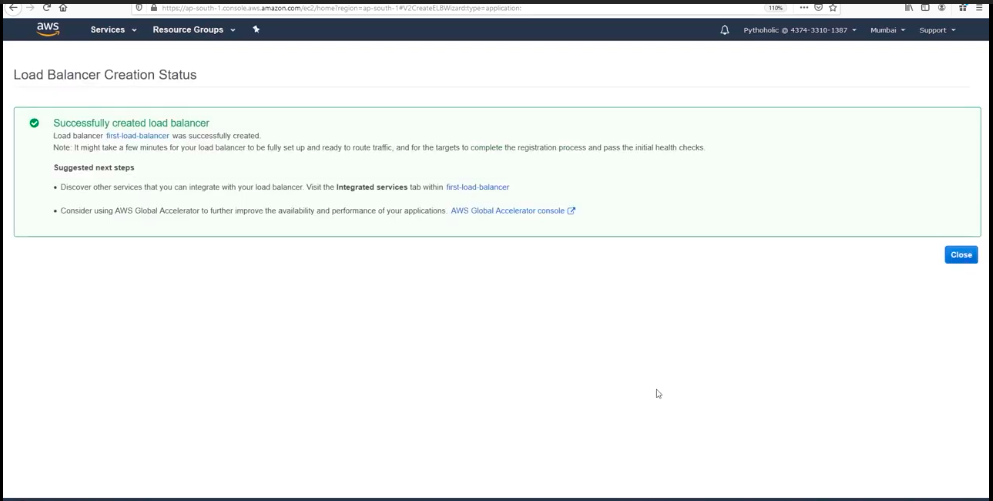 https://ap-south-1.console.aws.amazon.com/ec2/home?region=ap-south-1#V2CreateELBWizard:type=application:
110%
aws Services Resource Groups Pythoholic @ 4374-3310-1387 Mumbai Support
Load Balancer Creation Status
Successfully created load balancer
Load balancer first-load-balancer was successfully created.
Note: It might take a few minutes for your load balancer to be fully set up and ready to route traffic, and for the targets to complete the registration process and pass the initial health checks.
Suggested next steps
• Discover other services that you can integrate with your load balancer. Visit the Integrated services tab within first-load-balancer
• Consider using AWS Global Accelerator to further improve the availability and performance of your applications. AWS Global Accelerator console
Close